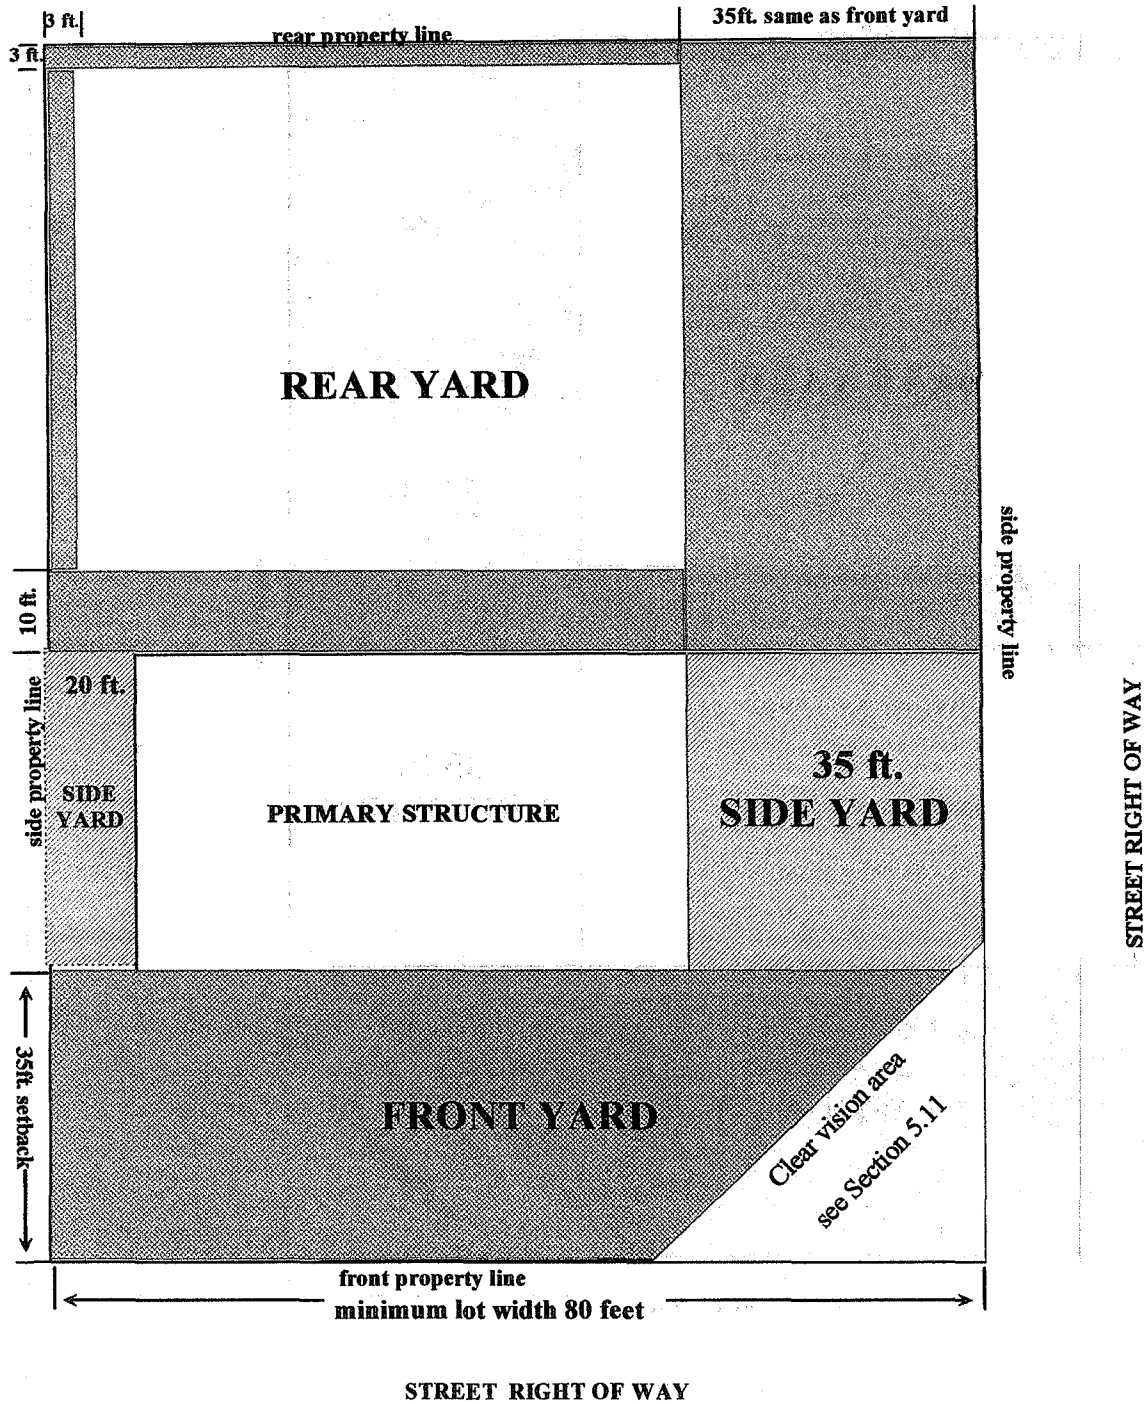 3 ft.
35ft. same as front yard
rear property line
3 ft.
REAR YARD
side property line
10 ft.
side property line
20 ft.
SIDE
YARD
PRIMARY STRUCTURE
35 ft.
SIDE YARD
STREET RIGHT OF WAY
35ft. setback
FRONT YARD
Clear vision area
see Section 5.11
front property line
minimum lot width 80 feet
STREET RIGHT OF WAY